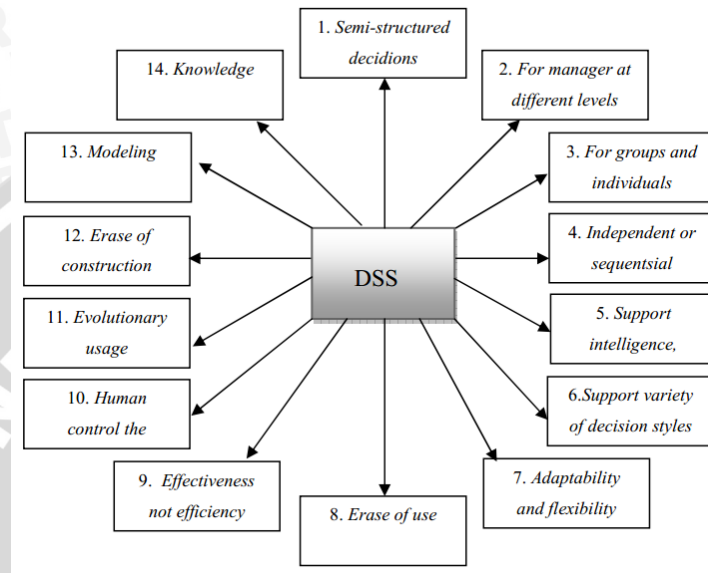 1. Semi-structured
decidions
2. For manager at
different levels
3. For groups and
individuals
4. Independent or
sequentsial
5. Support
intelligence,
6.Support variety
of decision styles
7. Adaptability
and flexibility
8. Erase of use
9. Effectiveness
not efficiency
10. Human
control the
11. Evolutionary
usage
12. Erase of
construction
13. Modeling
14. Knowledge
DSS